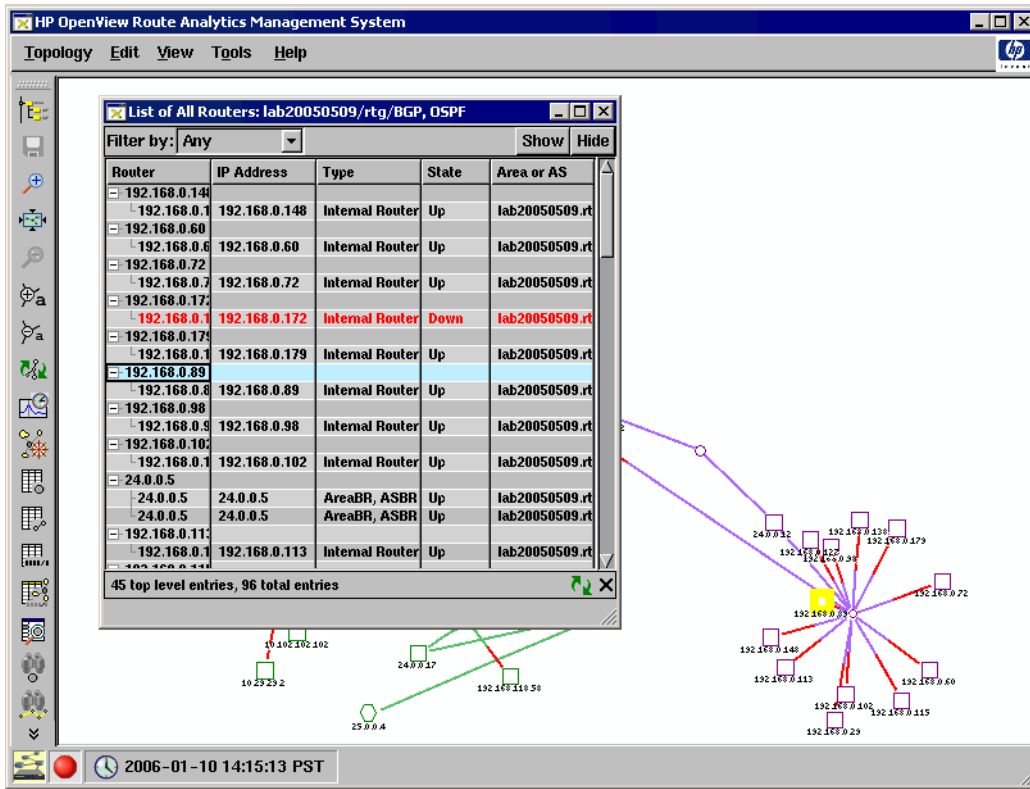 HP OpenView Route Analytics Management System
Topology Edit View Tools Help
hp
invent
List of All Routers: lab20050509/rtg/BGP, OSPF
Filter by: Any Show Hide
Router IP Address Type State Area or AS
192.168.0.148
192.168.0.1 192.168.0.148 Internal Router Up lab20050509.rt
192.168.0.60
192.168.0.6 192.168.0.60 Internal Router Up lab20050509.rt
192.168.0.72
192.168.0.7 192.168.0.72 Internal Router Up lab20050509.rt
192.168.0.172
192.168.0.1 192.168.0.172 Internal Router Down lab20050509.rt
192.168.0.179
192.168.0.1 192.168.0.179 Internal Router Up lab20050509.rt
192.168.0.89
192.168.0.8 192.168.0.89 Internal Router Up lab20050509.rt
192.168.0.98
192.168.0.9 192.168.0.98 Internal Router Up lab20050509.rt
192.168.0.102
192.168.0.1 192.168.0.102 Internal Router Up lab20050509.rt
24.0.0.5
24.0.0.5 24.0.0.5 AreaBR, ASBR Up lab20050509.rt
24.0.0.5 24.0.0.5 AreaBR, ASBR Up lab20050509.rt
192.168.0.113
192.168.0.1 192.168.0.113 Internal Router Up lab20050509.rt
45 top level entries, 96 total entries
24.0.0.12
192.168.0.138
192.168.0.179
192.168.0.127
192.168.0.98
192.168.0.72
192.168.0.89
192.168.0.148
192.168.0.113
192.168.0.60
192.168.0.102
192.168.0.115
192.168.0.29
10.102.102.102
24.0.0.17
10.29.29.2
192.168.118.58
25.0.0.4
2006-01-10 14:15:13 PST